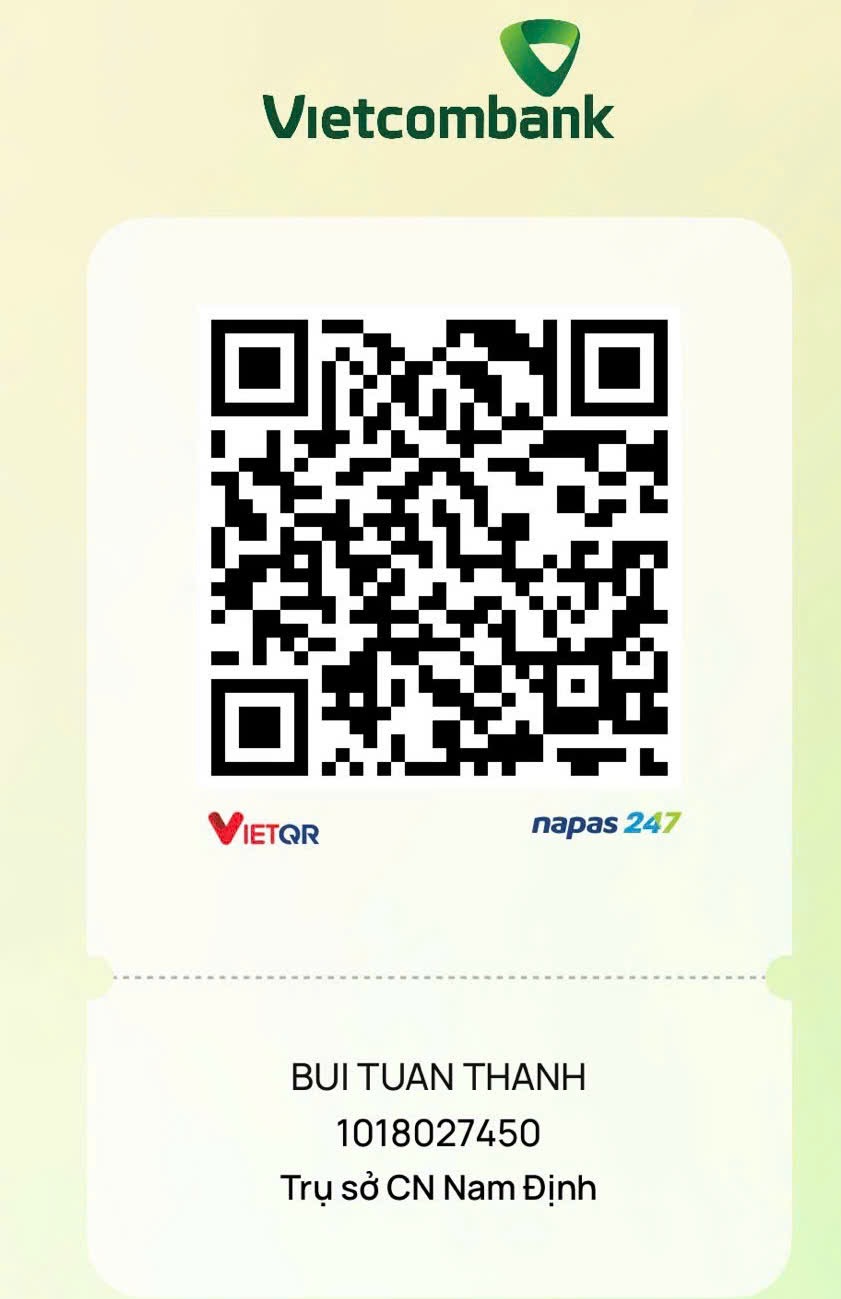 Vietcombank
VIETQR
napas 247
BUI TUAN THANH
1018027450
Trụ sở CN Nam Định